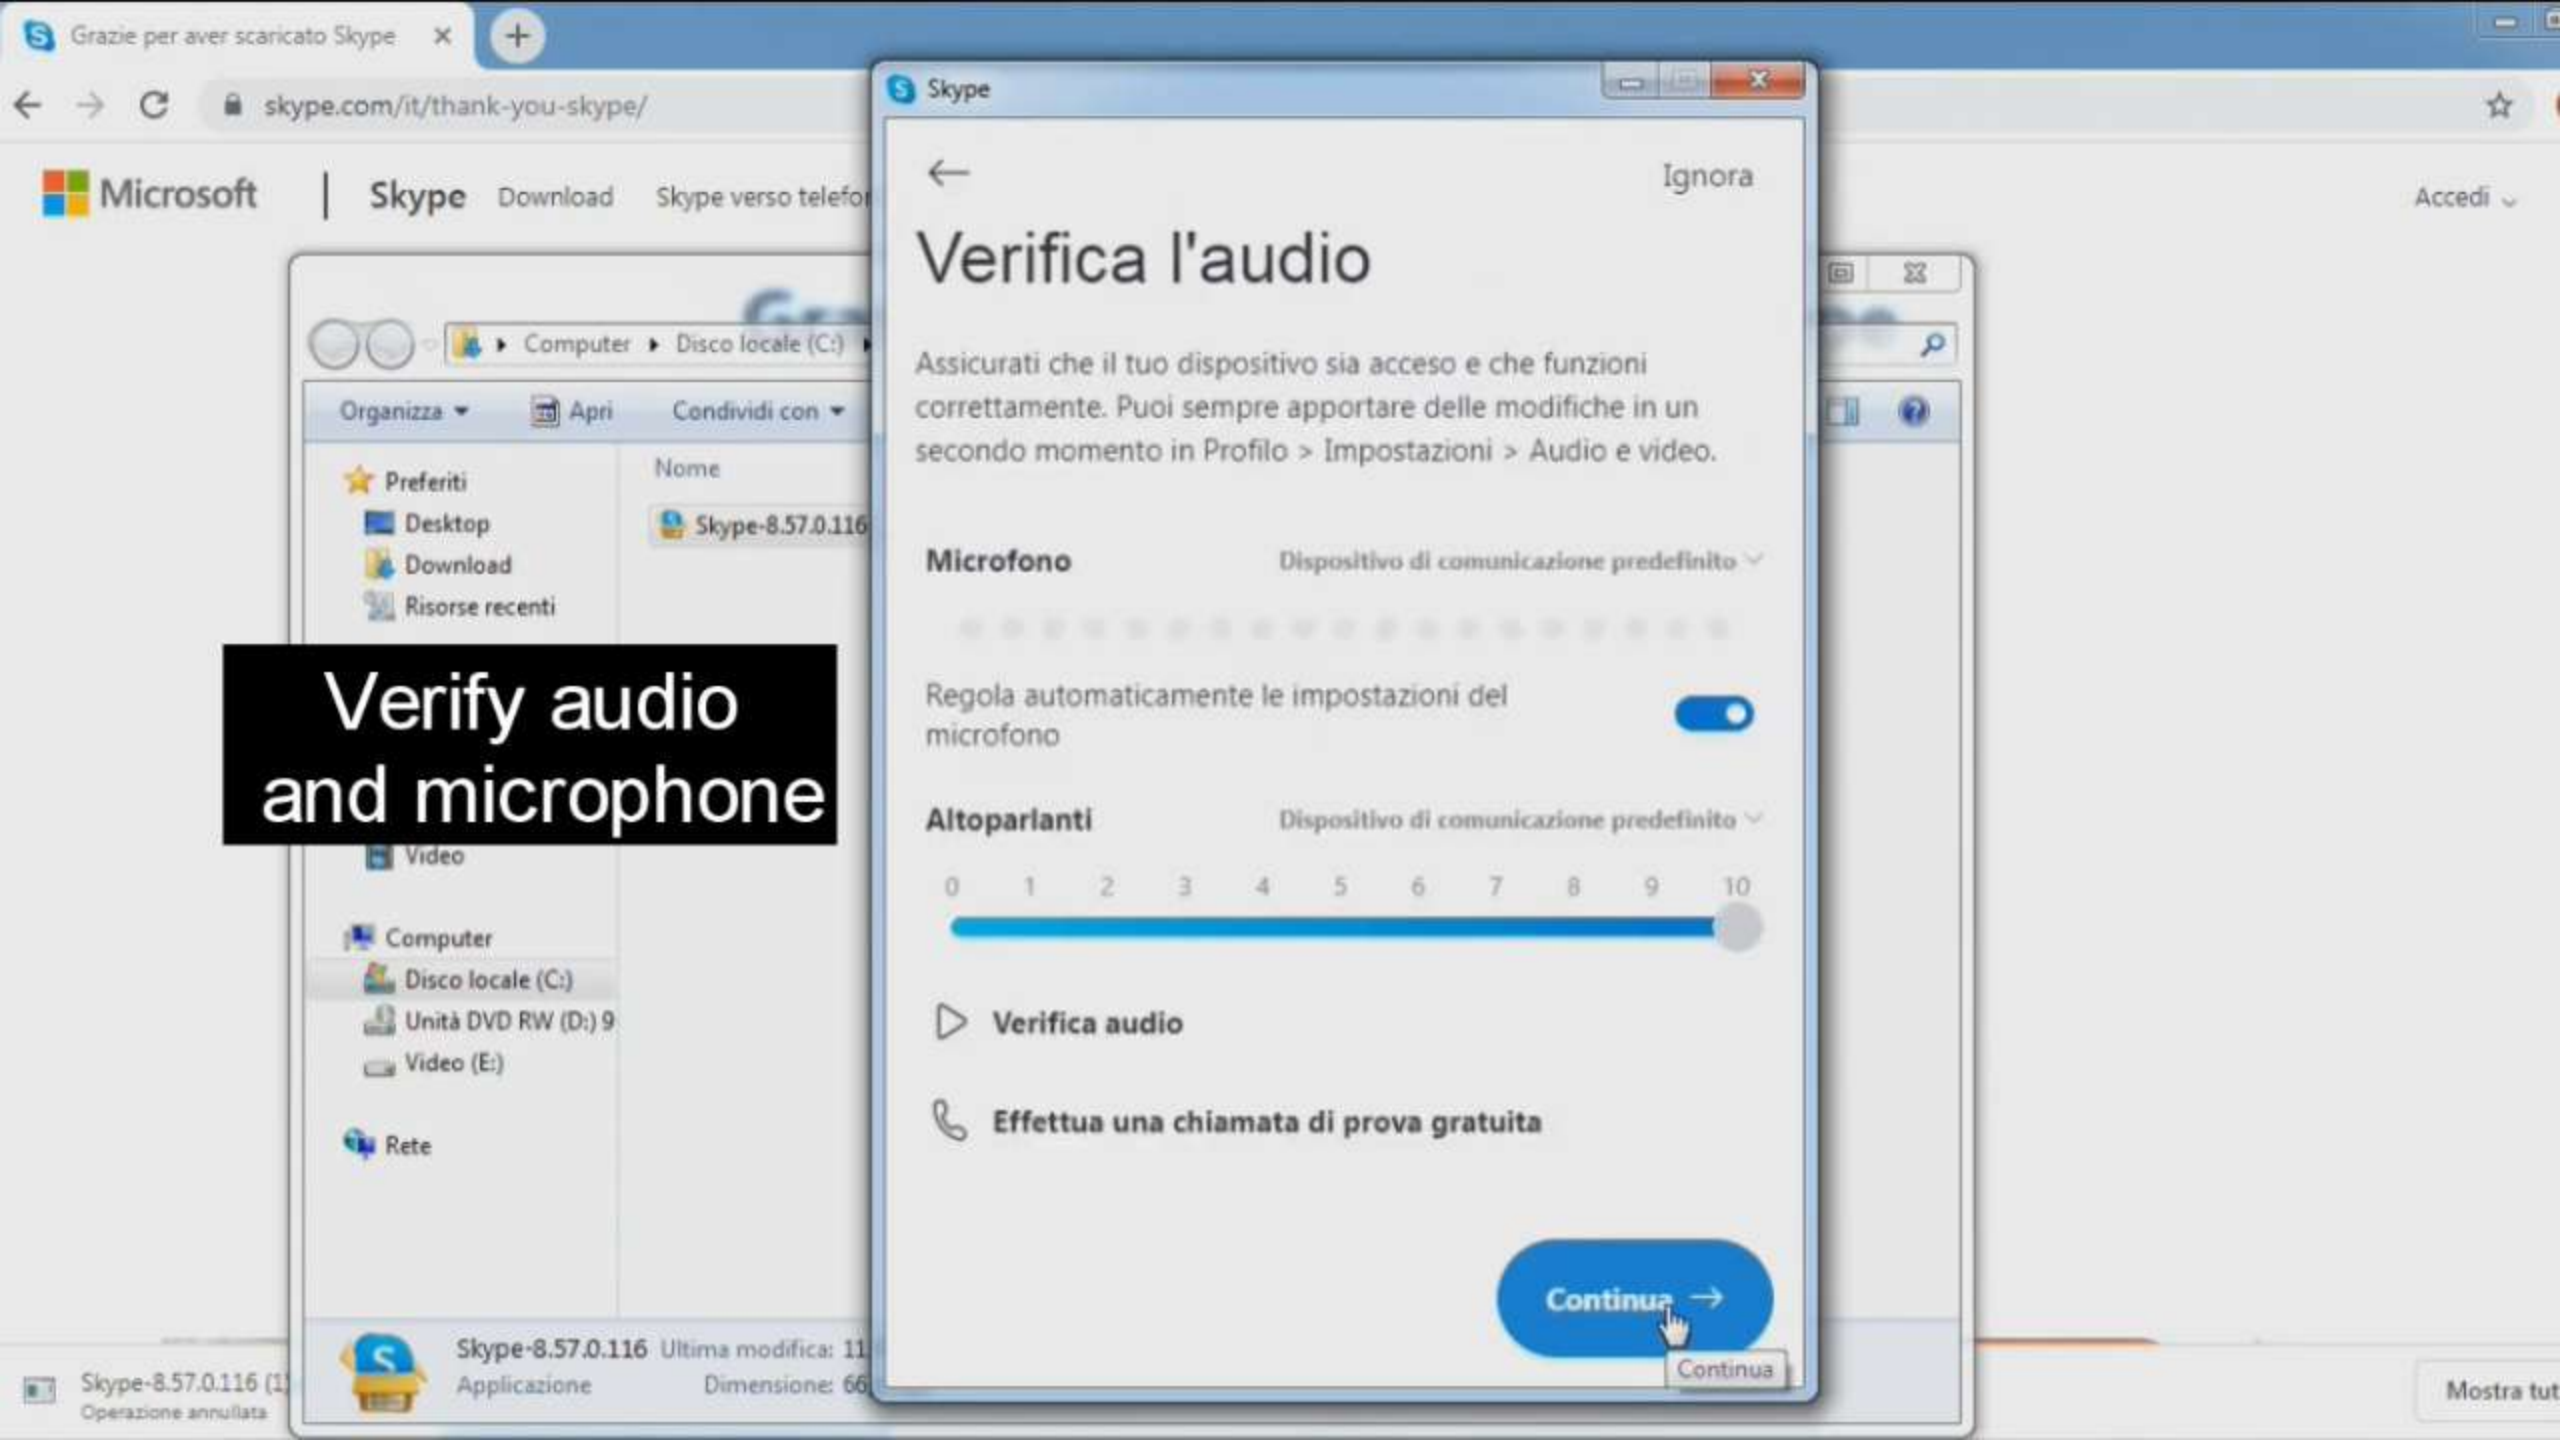 Grazie per aver scaricato Skype
skype.com/it/thank-you-skype/
Microsoft
Skype
Download
Skype verso
Accedi
Computer
Disco locale (C:)
Organizza
Apri
Condividi con
Preferiti
Desktop
Download
Risorse recenti
Nome
Skype-8.57.0.116
Verify audio
and microphone
Video
Computer
Disco locale (C:)
Unità DVD RW (D:) 9
Video (E:)
Rete
Skype-8.57.0.116 Ultima modifica: 11
Applicazione Dimensione: 66
Skype-8.57.0.116 (1)
Operazione annullata
Skype
Ignora
Verifica l'audio
Assicurati che il tuo dispositivo sia acceso e che funzioni
correttamente. Puoi sempre apportare delle modifiche in un
secondo momento in Profilo > Impostazioni > Audio e video.
Microfono
Dispositivo di comunicazione predefinito
Regola automaticamente le impostazioni del
microfono
Altoparlanti
Dispositivo di comunicazione predefinito
0 1 2 3 4 5 6 7 8 9 10
Verifica audio
Effettua una chiamata di prova gratuita
Continua
Continua
Mostra